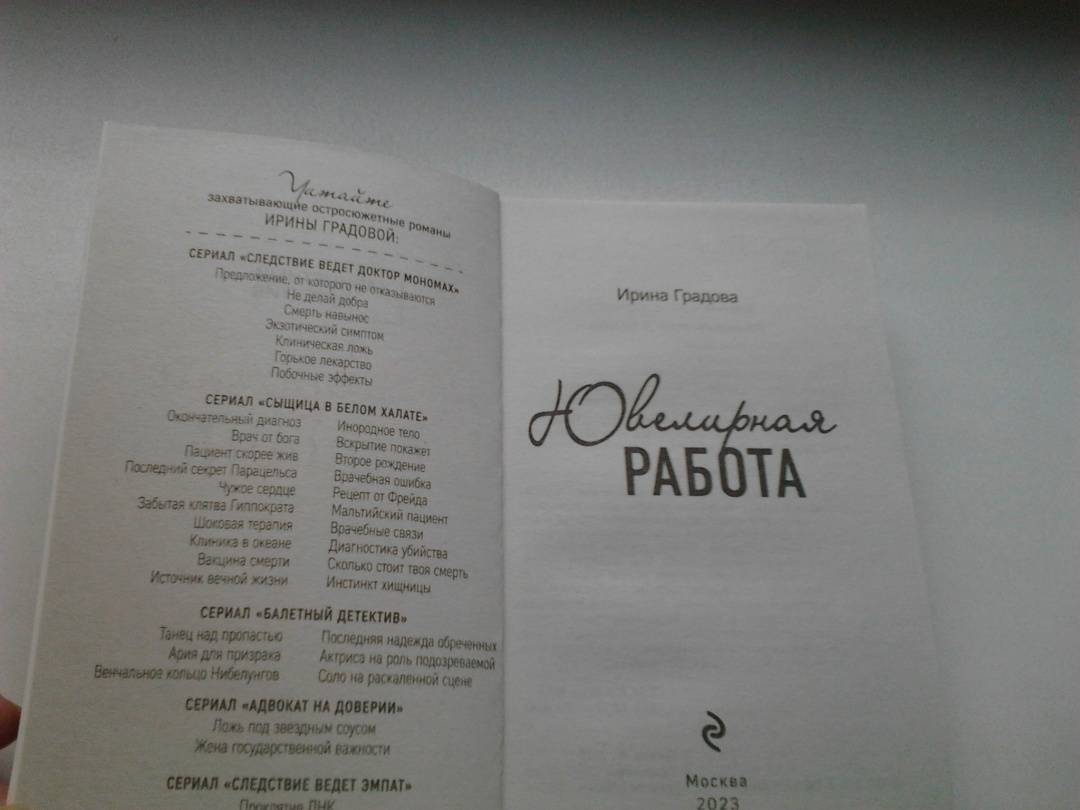 Читайте
захватывающие остросюжетные романы
ИРИНЫ ГРАДОВОЙ:
СЕРИАЛ «СЛЕДСТВИЕ ВЕДЕТ ДОКТОР МОНОМАХ»
Предложение, от которого не отказываются
Не делай добра
Смерть навынос
Экзотический симптом
Клиническая ложь
Горькое лекарство
Побочные эффекты
СЕРИАЛ «СЫЩИЦА В БЕЛОМ ХАЛАТЕ»
Окончательный диагноз
Врач от бога
Пациент скорее жив
Последний секрет Парацельса
Чужое сердце
Забытая клятва Гиппократа
Шоковая терапия
Клиника в океане
Вакцина смерти
Источник вечной жизни
Инородное тело
Вскрытие покажет
Второе рождение
Врачебная ошибка
Рецепт от Фрейда
Мальтийский пациент
Врачебные связи
Диагностика убийства
Сколько стоит твоя смерть
Инстинкт хищницы
СЕРИАЛ «БАЛЕТНЫЙ ДЕТЕКТИВ»
Танец над пропастью
Ария для призрака
Венчальное кольцо Нибелунгов
Последняя надежда обреченных
Актриса на роль подозреваемой
Соло на раскаленной сцене
СЕРИАЛ «АДВОКАТ НА ДОВЕРИИ»
Ложь под звездным соусом
Жена государственной важности
СЕРИАЛ «СЛЕДСТВИЕ ВЕДЕТ ЭМПАТ»
Проклятие ДНК
Ирина Градова
Ювелирная
РАБОТА
Москва
2023